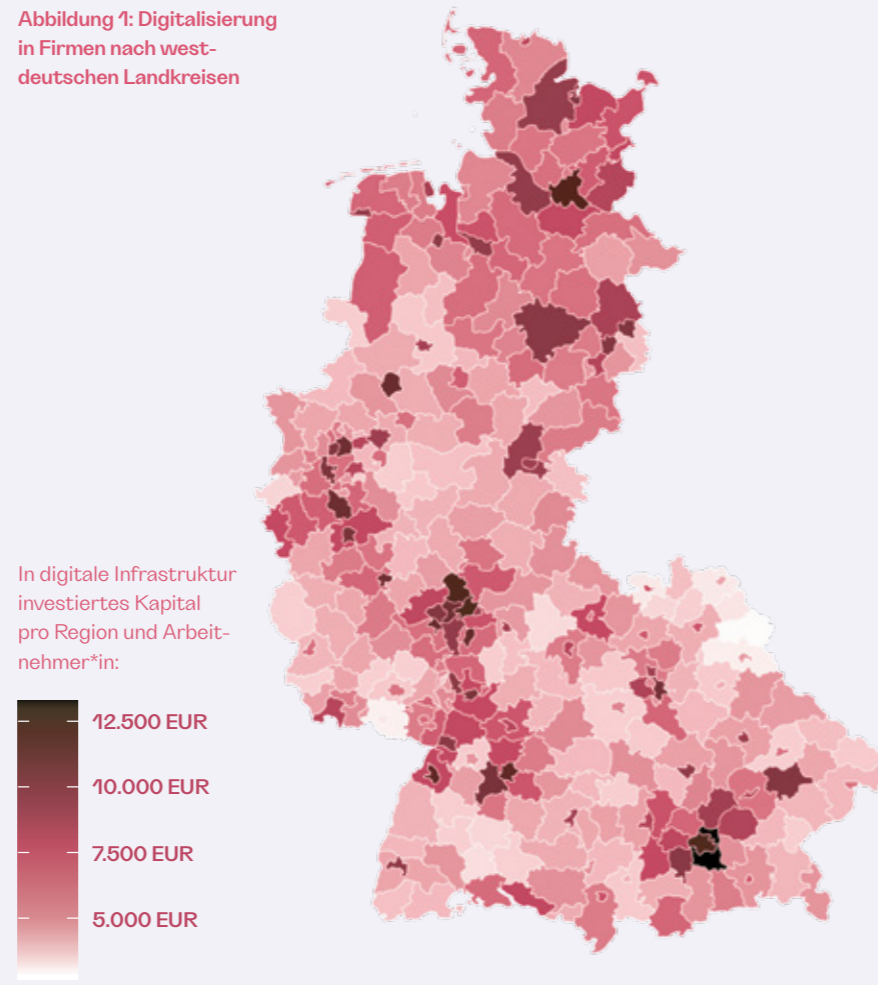 Abbildung 1: Digitalisierung
in Firmen nach west-
deutschen Landkreisen
In digitale Infrastruktur
investiertes Kapital
pro Region und Arbeit-
nehmer*in:
12.500 EUR
10.000 EUR
7.500 EUR
5.000 EUR